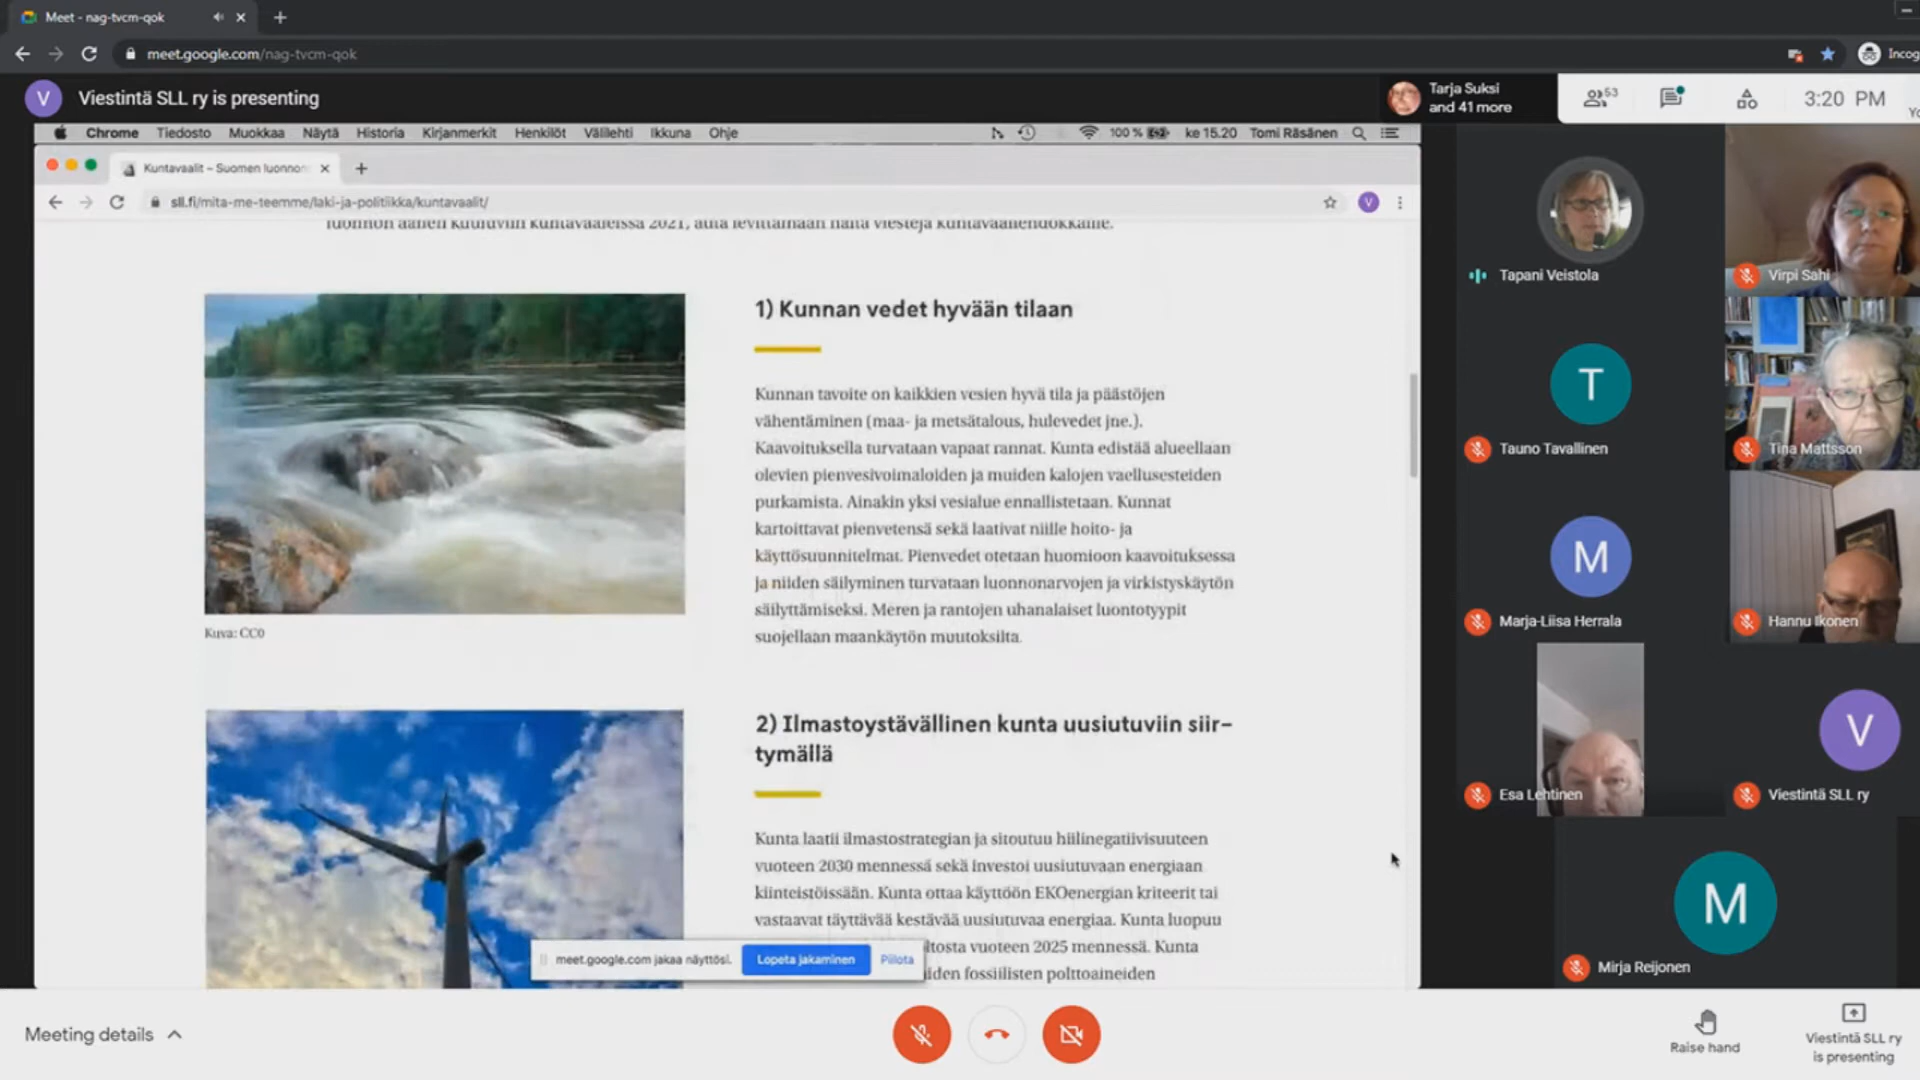 Meet - nag-tvcm-qok
meet.google.com/nag-tvcm-qok
V
Viestintä SLL ry is presenting
Tarja Suksi
and 41 more
53
3:20 PM
Chrome Tiedosto Muokkaa Näytä Historia Kirjanmerkit Henkilöt Välilehti Ikkuna Ohje
100 % ke 15.20 Tomi Räsänen
Kuntavaalit – Suomen luonnon
sll.fi/mita-me-teemme/laki-ja-politiikka/kuntavaalit/
V
1) Kunnan vedet hyvään tilaan
Kunnan tavoite on kaikkien vesien hyvä tila ja päästöjen
vähentäminen (maa- ja metsätalous, hulevedet jne.).
Kaavoituksella turvataan vapaat rannat. Kunta edistää alueellaan
olevien pienvesivoimaloiden ja muiden kalojen vaellusesteiden
purkamista. Ainakin yksi vesialue ennallistetaan. Kunnat
kartoittavat pienvetensä sekä laativat niille hoito- ja
käyttösuunnitelmat. Pienvedet otetaan huomioon kaavoituksessa
ja niiden säilyminen turvataan luonnonarvojen ja virkistyskäytön
säilyttämiseksi. Meren ja rantojen uhanalaiset luontotyypit
suojellaan maankäytön muutoksilta.
Kuva: CC0
2) Ilmastoystävällinen kunta uusiutuviin siir-
tymällä
Kunta laatii ilmastostrategian ja sitoutuu hiilinegatiivisuuteen
vuoteen 2030 mennessä sekä investoi uusiutuvaan energiaan
kiinteistöissään. Kunta ottaa käyttöön EKOenergian kriteerit tai
vastaavat täyttävää kestävää uusiutuvaa energiaa. Kunta luopuu
ltosta vuoteen 2025 mennessä. Kunta
iden fossiilisten polttoaineiden
meet.google.com jakaa näyttösi. Lopeta jakaminen Piilota
Tapani Veistola
Virpi Sahi
T
Tauno Tavallinen
Tina Mattsson
M
Marja-Liisa Herrala
Hannu Ikonen
Esa Lehtinen
V
Viestintä SLL ry
M
Mirja Reijonen
Meeting details
Raise hand
Viestintä SLL ry
is presenting